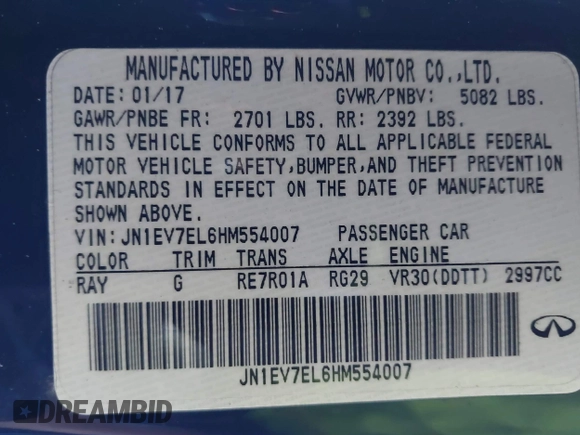 MANUFACTURED BY NISSAN MOTOR CO.,LTD.
DATE: 01/17 GVWR/PNBV: 5082 LBS.
GAWR/PNBE FR: 2701 LBS. RR: 2392 LBS.
THIS VEHICLE CONFORMS TO ALL APPLICABLE FEDERAL
MOTOR VEHICLE SAFETY,BUMPER,AND THEFT PREVENTION
STANDARDS IN EFFECT ON THE DATE OF MANUFACTURE
SHOWN ABOVE.
VIN: JN1EV7EL6HM554007 PASSENGER CAR
COLOR TRIM TRANS AXLE ENGINE
RAY G RE7R01A RG29 VR30(DDTT) 2997CC
JN1EV7EL6HM554007
DREAMBID